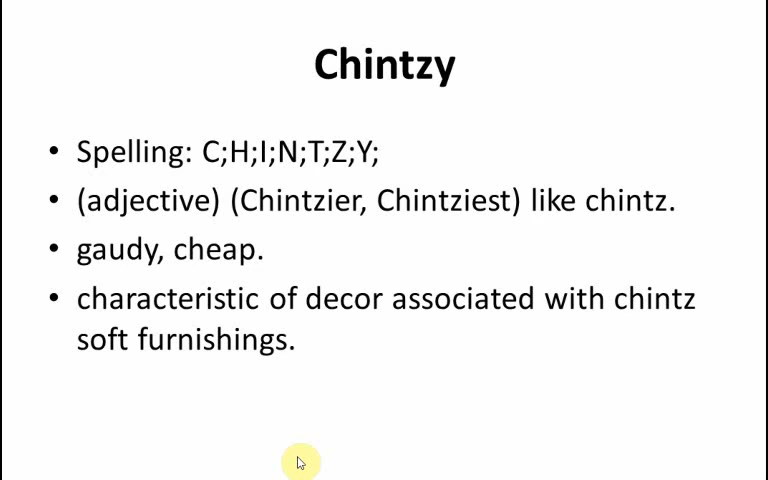 Chintzy
• Spelling: C;H;I;N;T;Z;Y;
• (adjective) (Chintzier, Chintziest) like chintz.
• gaudy, cheap.
• characteristic of decor associated with chintz
soft furnishings.